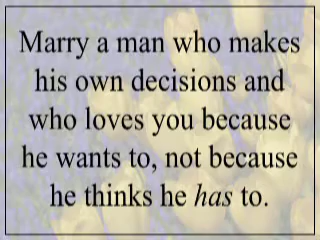 Marry a man who makes
his own decisions and
who loves you because
he wants to, not because
he thinks he has to.